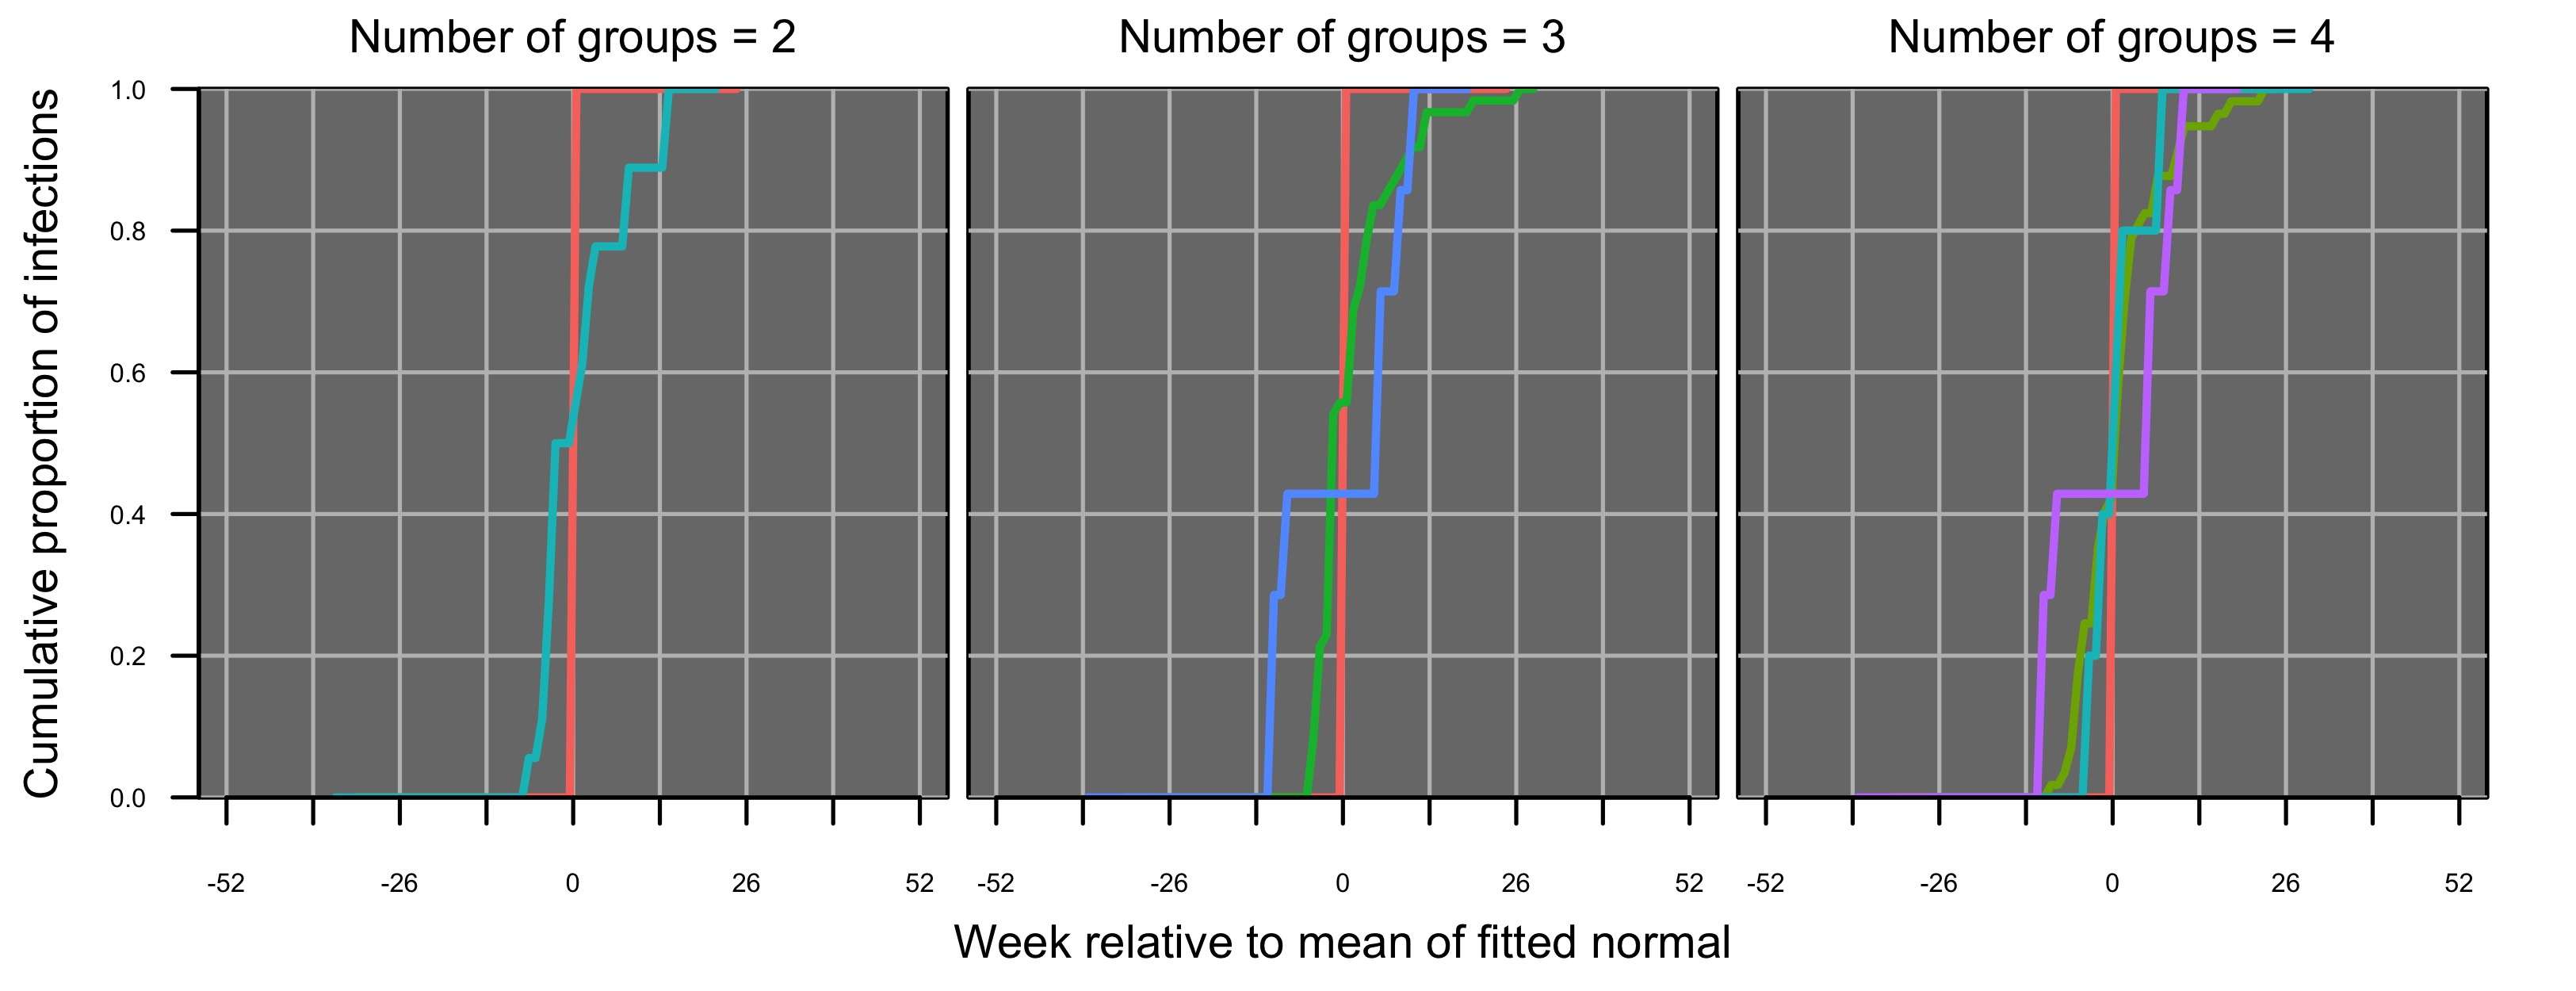 Number of groups = 2
Number of groups = 3
Number of groups = 4
Cumulative proportion of infections
1.0
0.8
0.6
0.4
0.2
0.0
-52 -26 0 26 52
-52 -26 0 26 52
-52 -26 0 26 52
Week relative to mean of fitted normal